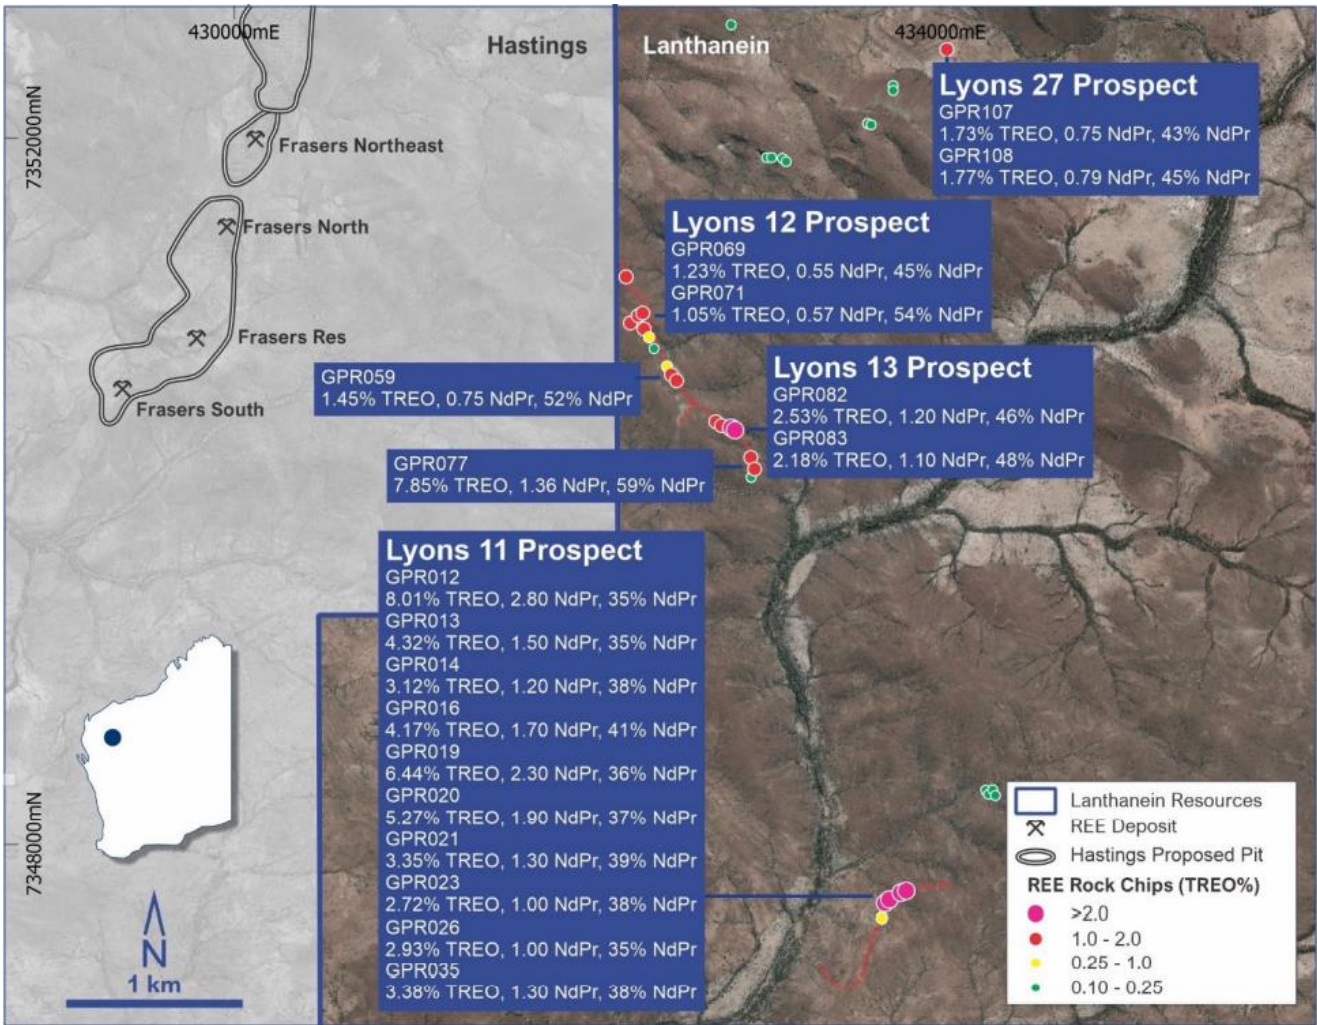 430000mE
434000mE
Hastings
Lanthanein
7352000mN
7348000mN
Frasers Northeast
Frasers North
Frasers Res
Frasers South
Lyons 27 Prospect
GPR107
1.73% TREO, 0.75 NdPr, 43% NdPr
GPR108
1.77% TREO, 0.79 NdPr, 45% NdPr
Lyons 12 Prospect
GPR069
1.23% TREO, 0.55 NdPr, 45% NdPr
GPR071
1.05% TREO, 0.57 NdPr, 54% NdPr
GPR059
1.45% TREO, 0.75 NdPr, 52% NdPr
Lyons 13 Prospect
GPR082
2.53% TREO, 1.20 NdPr, 46% NdPr
GPR083
2.18% TREO, 1.10 NdPr, 48% NdPr
GPR077
7.85% TREO, 1.36 NdPr, 59% NdPr
Lyons 11 Prospect
GPR012
8.01% TREO, 2.80 NdPr, 35% NdPr
GPR013
4.32% TREO, 1.50 NdPr, 35% NdPr
GPR014
3.12% TREO, 1.20 NdPr, 38% NdPr
GPR016
4.17% TREO, 1.70 NdPr, 41% NdPr
GPR019
6.44% TREO, 2.30 NdPr, 36% NdPr
GPR020
5.27% TREO, 1.90 NdPr, 37% NdPr
GPR021
3.35% TREO, 1.30 NdPr, 39% NdPr
GPR023
2.72% TREO, 1.00 NdPr, 38% NdPr
GPR026
2.93% TREO, 1.00 NdPr, 35% NdPr
GPR035
3.38% TREO, 1.30 NdPr, 38% NdPr
N
1 km
Lanthanein Resources
REE Deposit
Hastings Proposed Pit
REE Rock Chips (TREO%)
>2.0
1.0 - 2.0
0.25 - 1.0
0.10 - 0.25